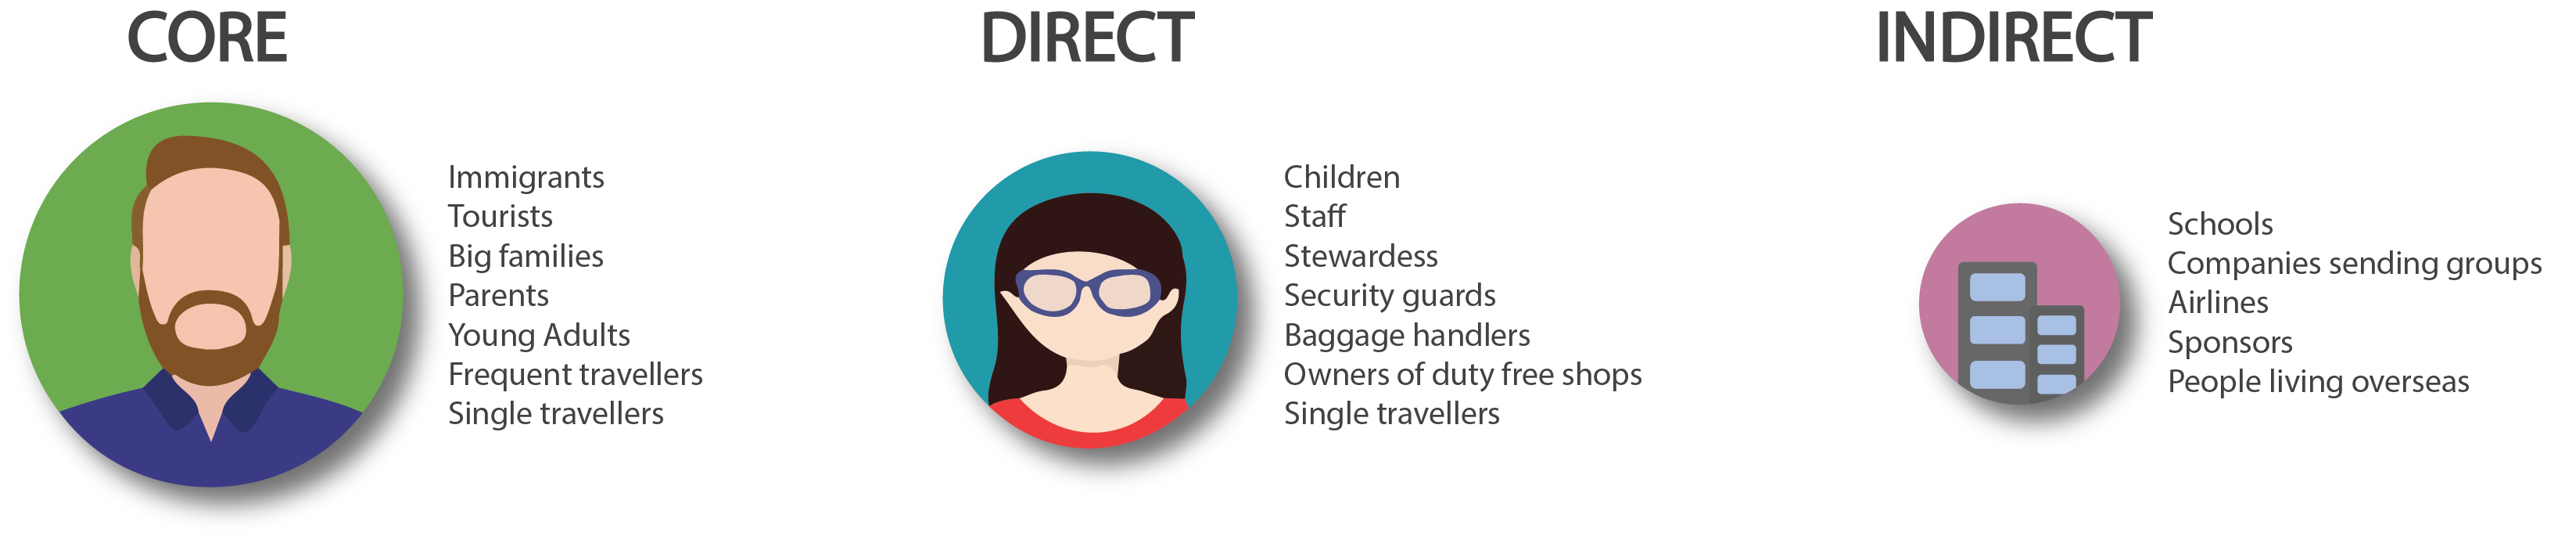 CORE
Immigrants
Tourists
Big families
Parents
Young Adults
Frequent travellers
Single travellers
DIRECT
Children
Staff
Stewardess
Security guards
Baggage handlers
Owners of duty free shops
Single travellers
INDIRECT
Schools
Companies sending groups
Airlines
Sponsors
People living overseas